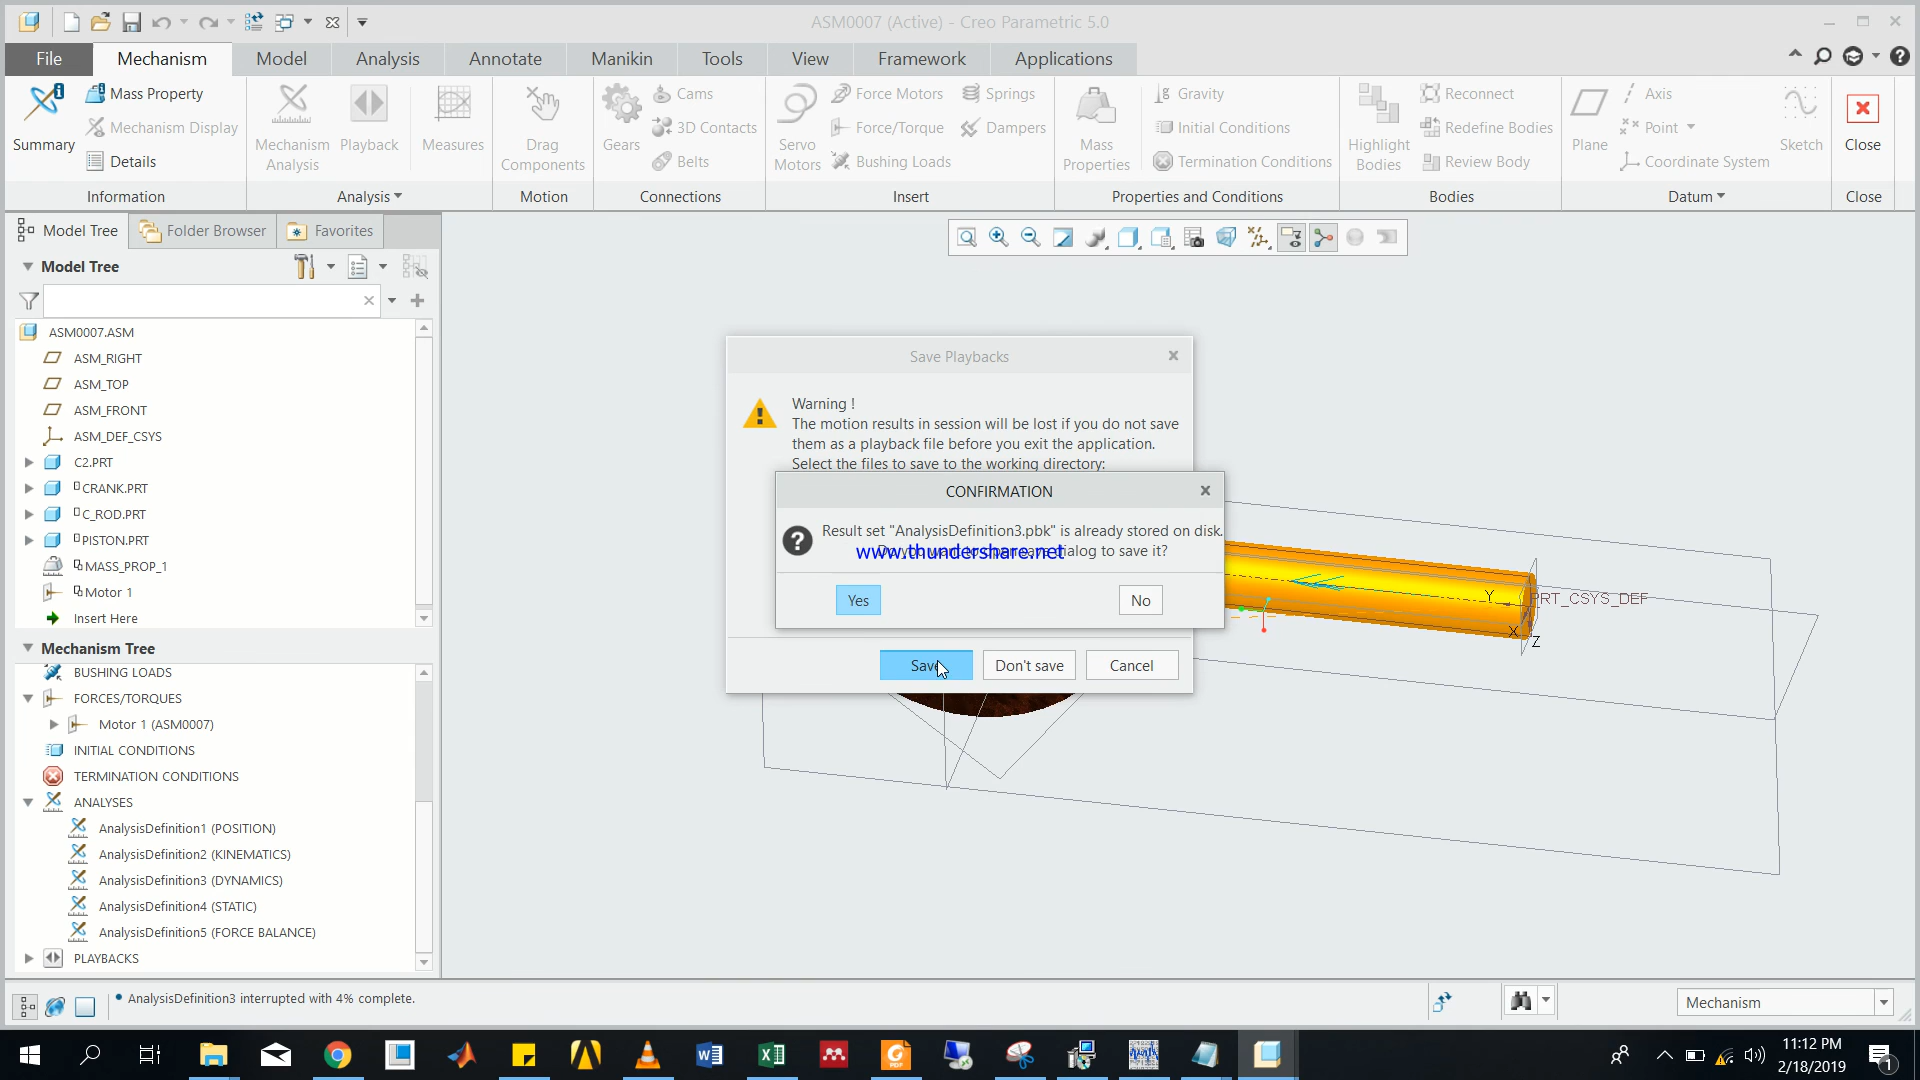 ASM0007 (Active) - Creo Parametric 5.0
File
Mechanism
Model
Analysis
Annotate
Manikin
Tools
View
Framework
Applications
Summary
Mass Property
Mechanism Display
Details
Information
Mechanism
Analysis
Playback
Measures
Analysis
Drag
Components
Motion
Gears
Cams
3D Contacts
Belts
Connections
Servo
Motors
Force Motors
Force/Torque
Bushing Loads
Springs
Dampers
Insert
Mass
Properties
Gravity
Initial Conditions
Termination Conditions
Properties and Conditions
Highlight
Bodies
Reconnect
Redefine Bodies
Review Body
Bodies
Plane
Axis
Point
Coordinate System
Sketch
Datum
Close
Close
Model Tree
Folder Browser
Favorites
Model Tree
ASM0007.ASM
ASM_RIGHT
ASM_TOP
ASM_FRONT
ASM_DEF_CSYS
C2.PRT
CRANK.PRT
C_ROD.PRT
PISTON.PRT
MASS_PROP_1
Motor 1
Insert Here
Mechanism Tree
BUSHING LOADS
FORCES/TORQUES
Motor 1 (ASM0007)
INITIAL CONDITIONS
TERMINATION CONDITIONS
ANALYSES
AnalysisDefinition1 (POSITION)
AnalysisDefinition2 (KINEMATICS)
AnalysisDefinition3 (DYNAMICS)
AnalysisDefinition4 (STATIC)
AnalysisDefinition5 (FORCE BALANCE)
PLAYBACKS
Save Playbacks
Warning !
The motion results in session will be lost if you do not save
them as a playback file before you exit the application.
Select the files to save to the working directory:
CONFIRMATION
Result set "AnalysisDefinition3.pbk" is already stored on disk.
dialog to save it?
www.thundershare.net
Yes
No
Save
Don't save
Cancel
Y
PRT_CSYS_DEF
X
Z
AnalysisDefinition3 interrupted with 4% complete.
Mechanism
11:12 PM
2/18/2019
1